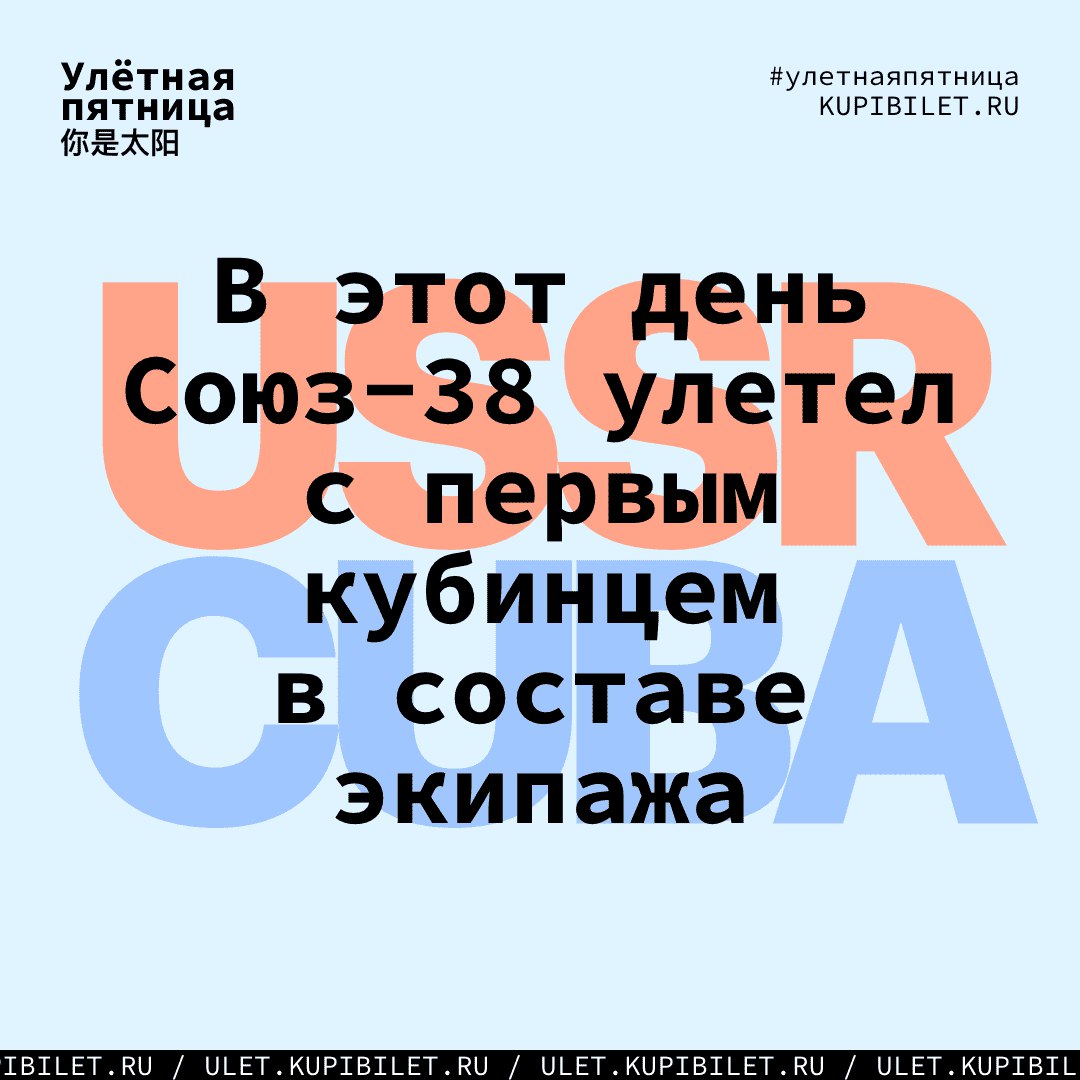 Улётная
пятница
你是太阳
#улетнаяпятница
KUPIBILET.RU
USSR
CUBA
В этот день
Союз-38 улетел
с первым
кубинцем
в составе
экипажа
PIBILET.RU / ULET.KUPIBILET.RU / ULET.KUPIBILET.RU / ULET.KUPIBIL